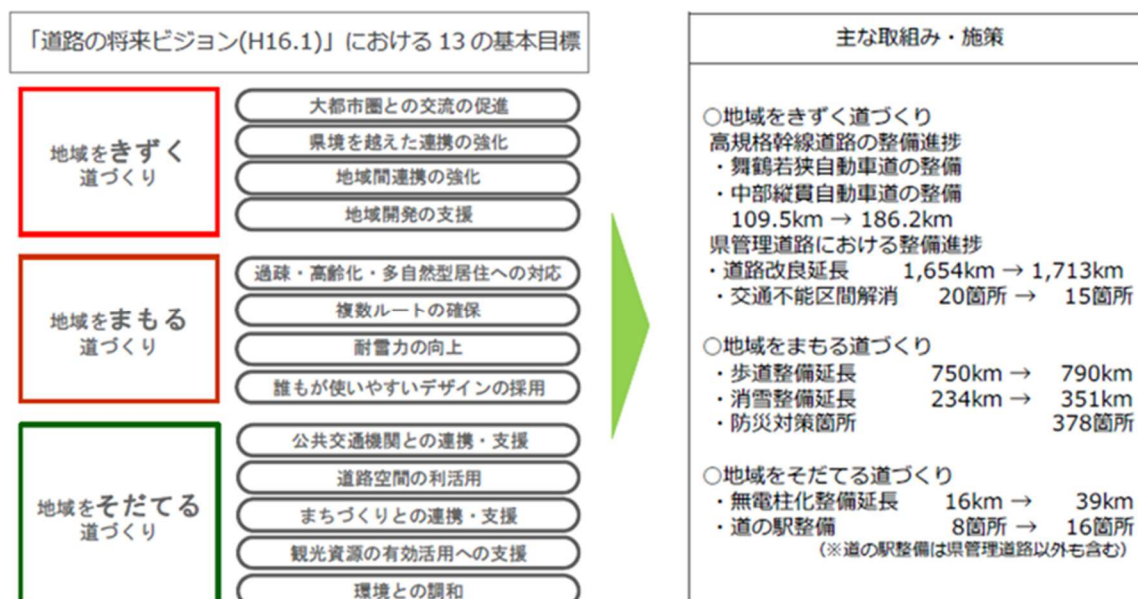 「道路の将来ビジョン(H16.1)」における 13 の基本目標
地域をきずく
道づくり
大都市圏との交流の促進
県境を越えた連携の強化
地域間連携の強化
地域開発の支援
地域をまもる
道づくり
過疎・高齢化・多自然型居住への対応
複数ルートの確保
耐雪力の向上
誰もが使いやすいデザインの採用
地域をそだてる
道づくり
公共交通機関との連携・支援
道路空間の利活用
まちづくりとの連携・支援
観光資源の有効活用への支援
環境との調和
主な取組み・施策
○地域をきずく道づくり
高規格幹線道路の整備進捗
・舞鶴若狭自動車道の整備
・中部縦貫自動車道の整備
109.5km → 186.2km
県管理道路における整備進捗
・道路改良延長 1,654km → 1,713km
・交通不能区間解消 20箇所 → 15箇所
○地域をまもる道づくり
・歩道整備延長 750km → 790km
・消雪整備延長 234km → 351km
・防災対策箇所 378箇所
○地域をそだてる道づくり
・無電柱化整備延長 16km → 39km
・道の駅整備 8箇所 → 16箇所
(※道の駅整備は県管理道路以外も含む)